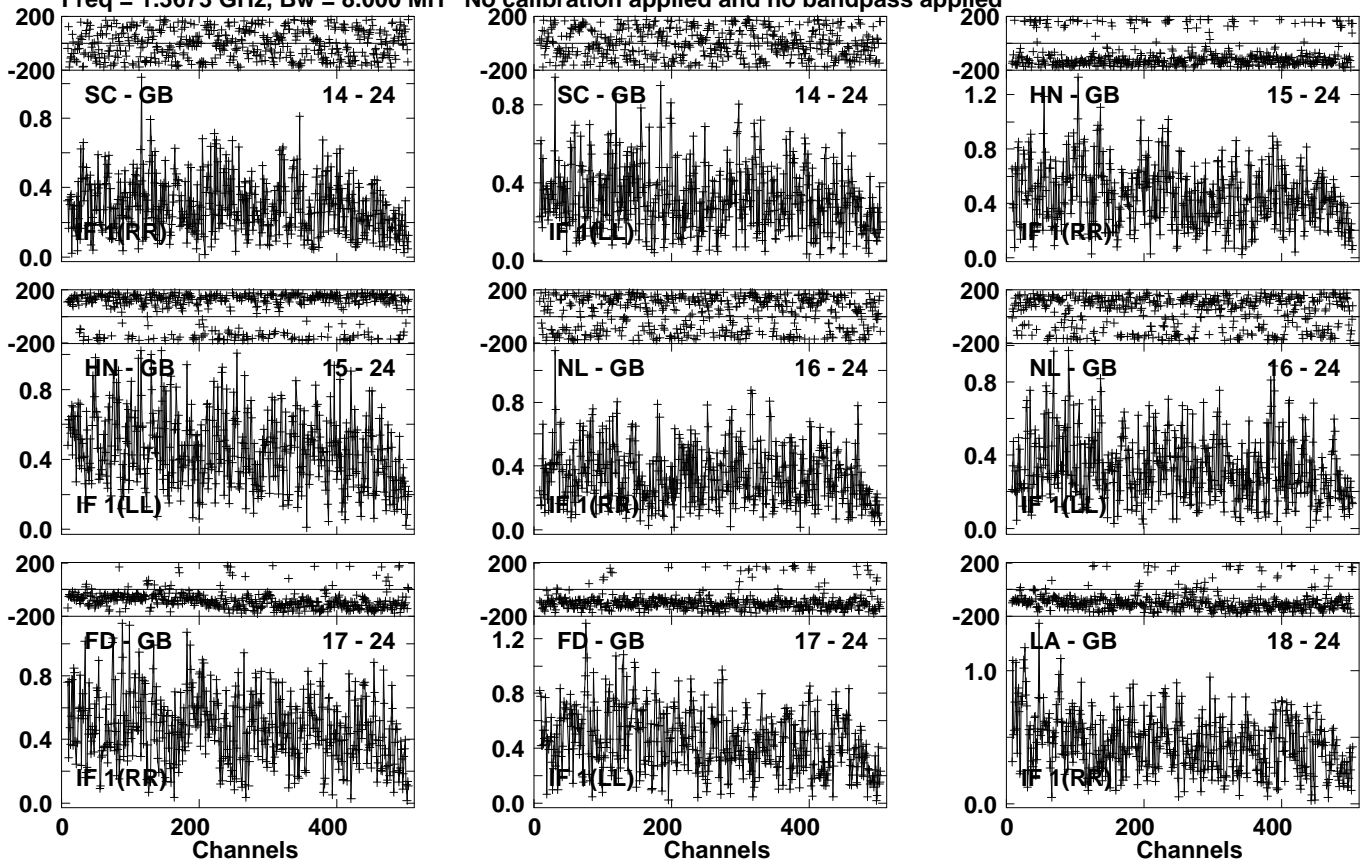 Freq = 1.3675 GHz, Bw = 8.000 MH No calibration applied and no bandpass applied
200
-200
SC - GB 14 - 24
0.8
0.4
IF 1(RR)
0.0
200
-200
SC - GB 14 - 24
0.8
0.4
IF 1(LL)
0.0
200
-200
HN - GB 15 - 24
1.2
0.8
0.4
IF 1(RR)
0.0
200
-200
HN - GB 15 - 24
0.8
0.4
IF 1(LL)
0.0
200
-200
NL - GB 16 - 24
0.8
0.4
IF 1(RR)
0.0
200
-200
NL - GB 16 - 24
0.8
0.4
IF 1(LL)
0.0
200
-200
FD - GB 17 - 24
0.8
0.4
IF 1(RR)
0.0
0 200 400
Channels
200
-200
FD - GB 17 - 24
1.2
0.8
0.4
IF 1(LL)
0.0
0 200 400
Channels
200
-200
LA - GB 18 - 24
1.0
IF 1(RR)
0.0
0 200 400
Channels